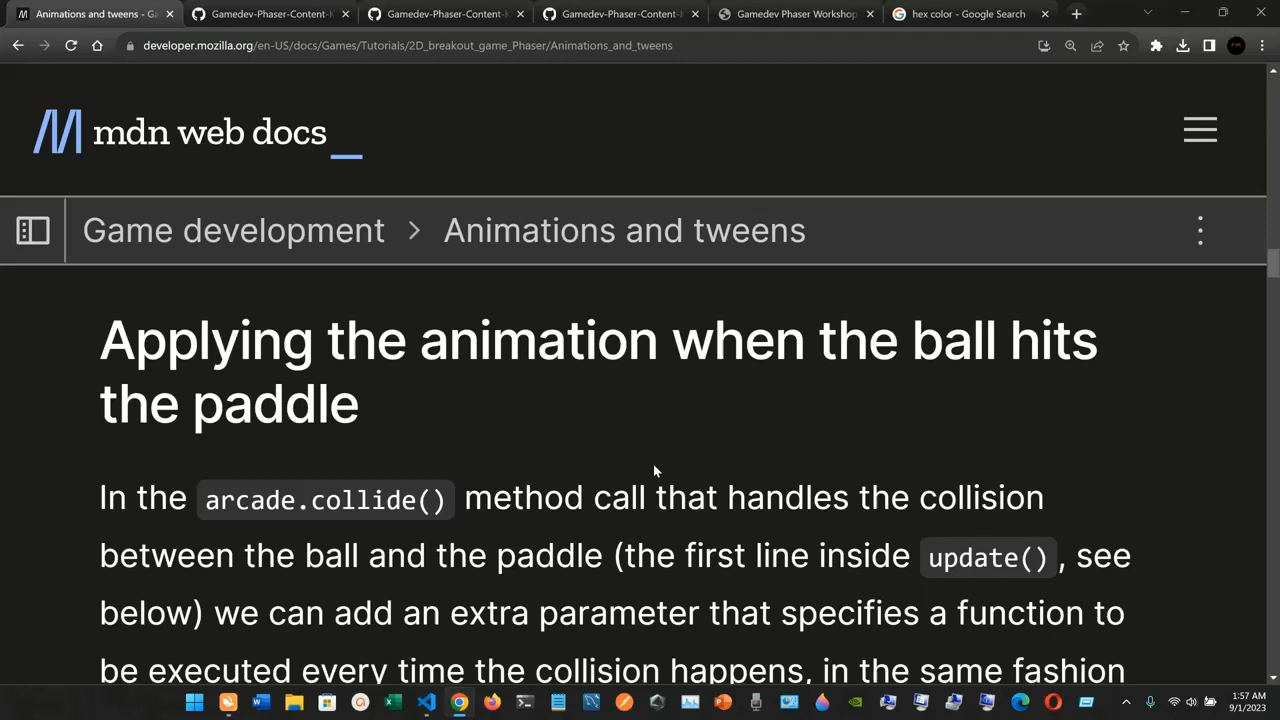 Animations and tweens - G
Gamedev-Phaser-Content-K
Gamedev-Phaser-Content-K
Gamedev-Phaser-Content-K
Gamedev Phaser Workshop
hex color - Google Search
developer.mozilla.org/en-US/docs/Games/Tutorials/2D_breakout_game_Phaser/Animations_and_tweens
mdn web docs_
Game development > Animations and tweens
Applying the animation when the ball hits
the paddle
In the arcade.collide() method call that handles the collision
between the ball and the paddle (the first line inside update(), see
below) we can add an extra parameter that specifies a function to
be executed every time the collision happens, in the same fashion
1:57 AM
9/1/2023